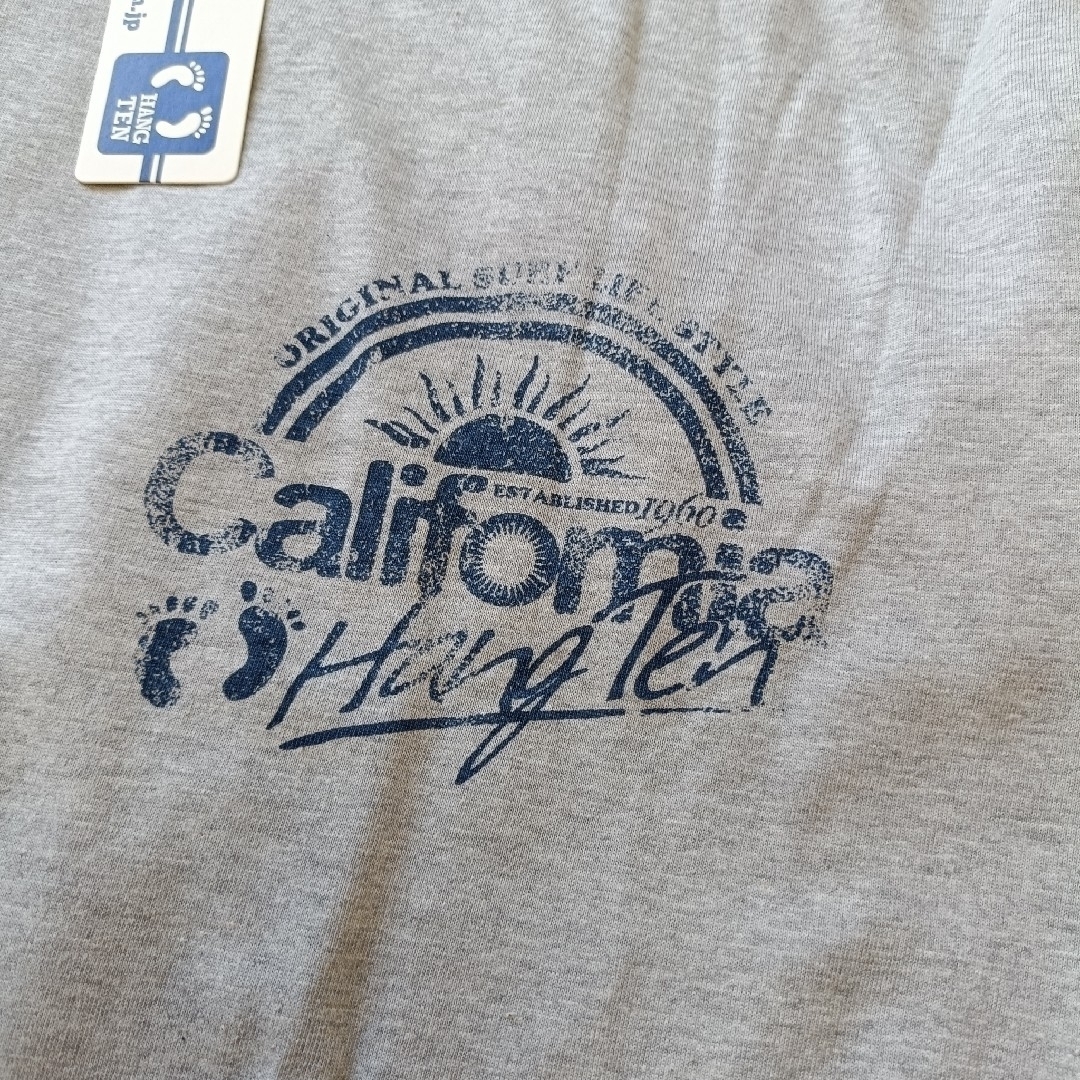 n.jp
HANG
TEN
ORIGINAL SURF LIFE STYLE
ESTABLISHED 1960
California
Hang Ten